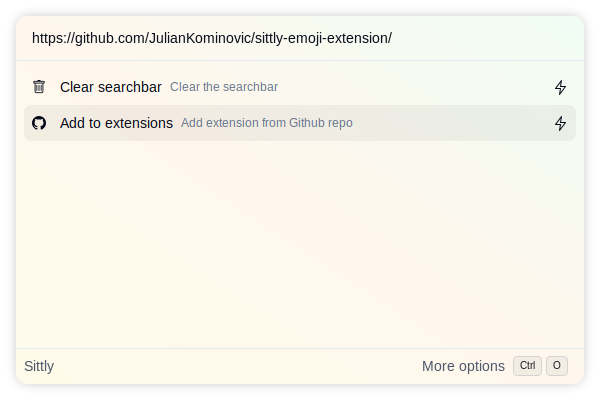 https://github.com/JulianKominovic/sittly-emoji-extension/
Clear searchbar Clear the searchbar
Add to extensions Add extension from Github repo
Sittly More options Ctrl O